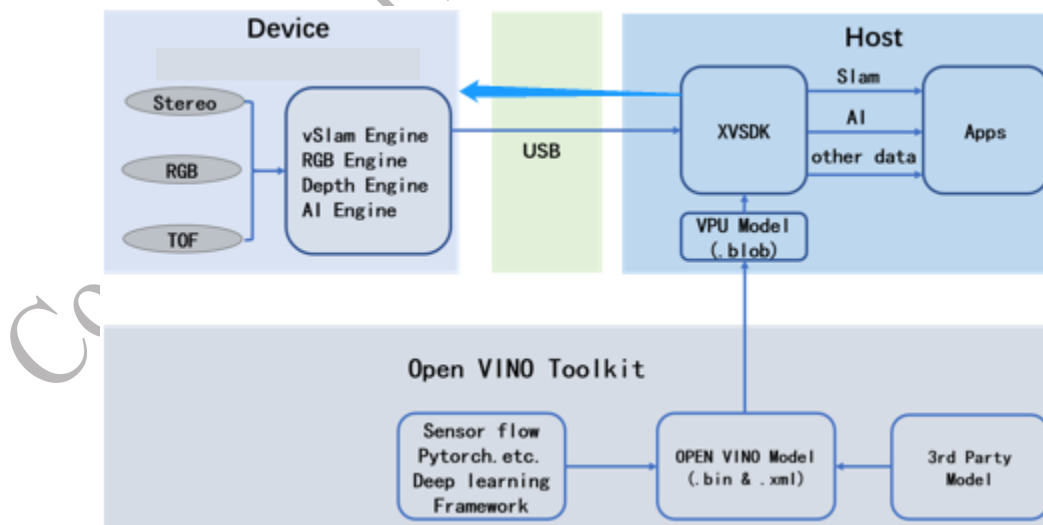 Device
Stereo
RGB
TOF
vSlam Engine
RGB Engine
Depth Engine
AI Engine
USB
Host
XVSDK
Slam
AI
other data
Apps
VPU Model
(.blob)
Open VINO Toolkit
Sensor flow
Pytorch.etc.
Deep learning
Framework
OPEN VINO Model
(.bin & .xml)
3rd Party
Model